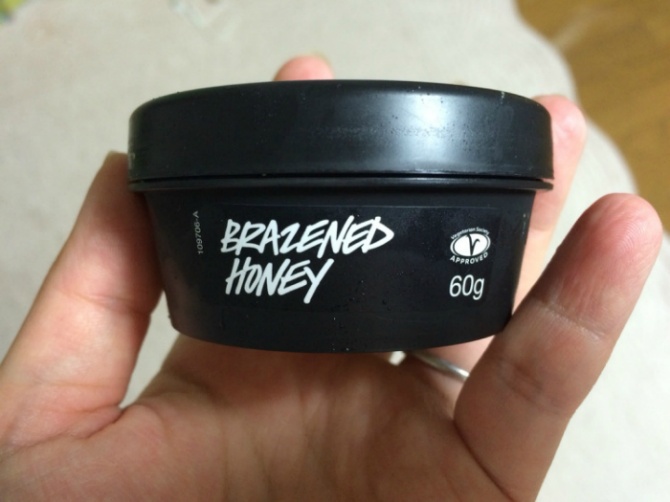 BRAZENED
HONEY
109706-A
Vegetarian Society
APPROVED
60g